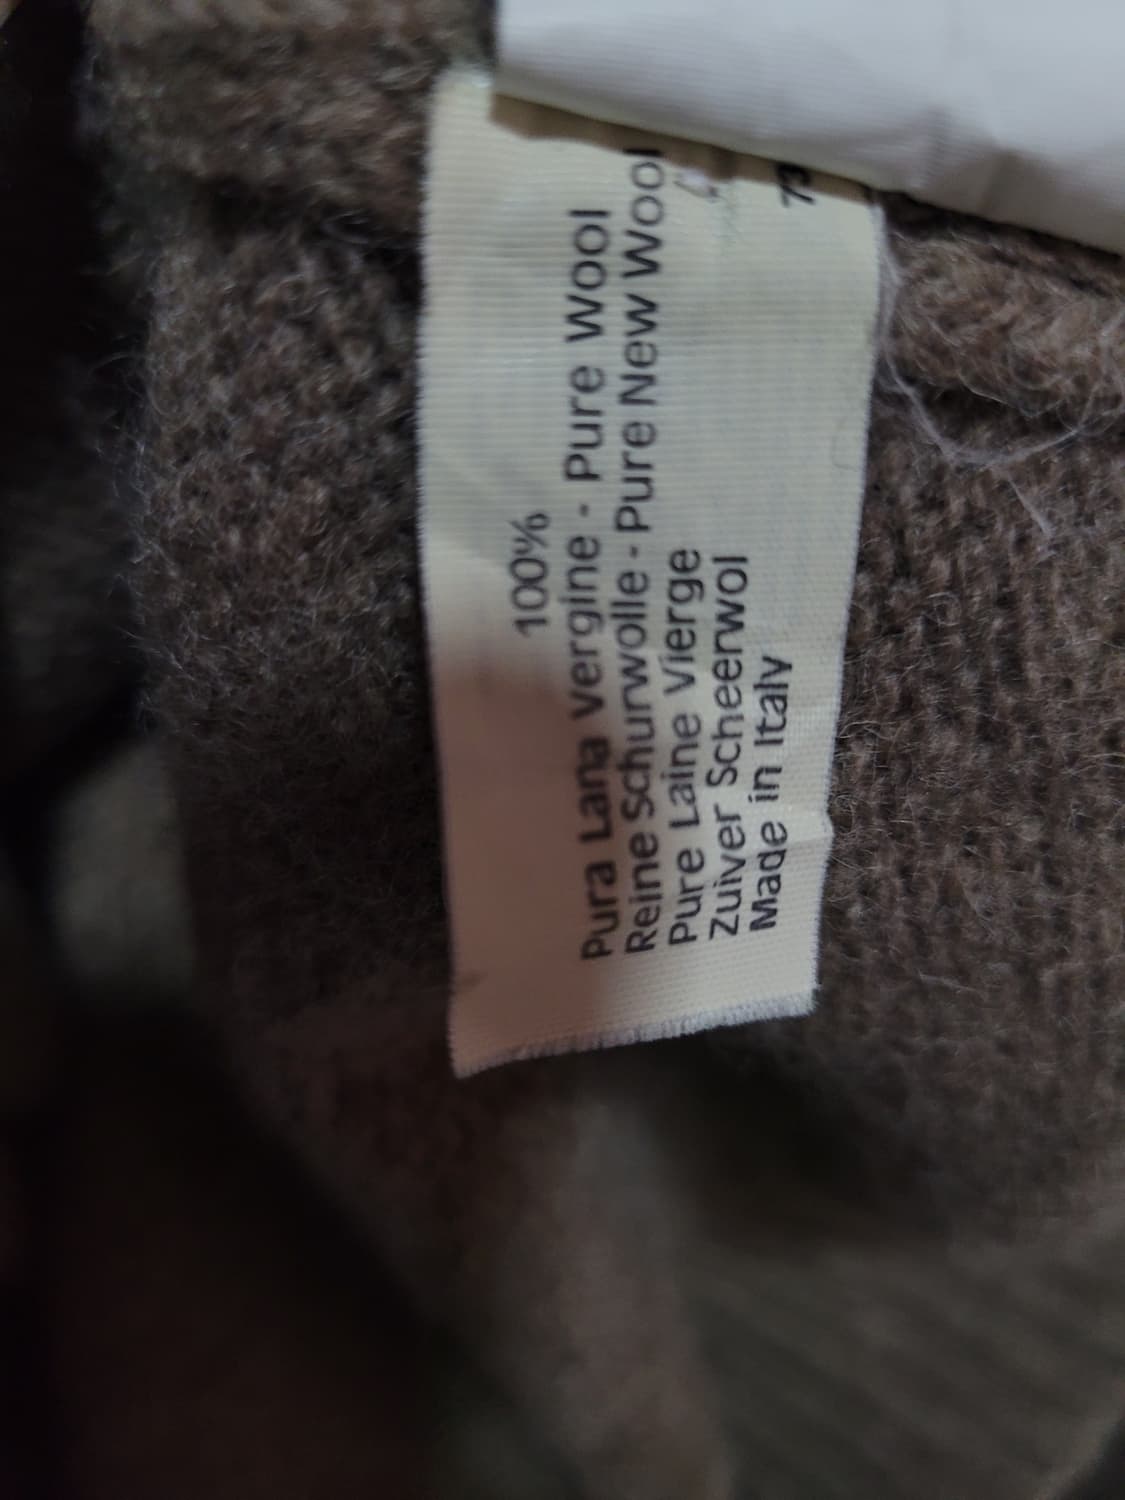 100%
Pura Lana Vergine - Pure Wool
Reine Schurwolle - Pure New Wool
Pure Laine Vierge
Zuiver Scheerwol
Made in Italy
73